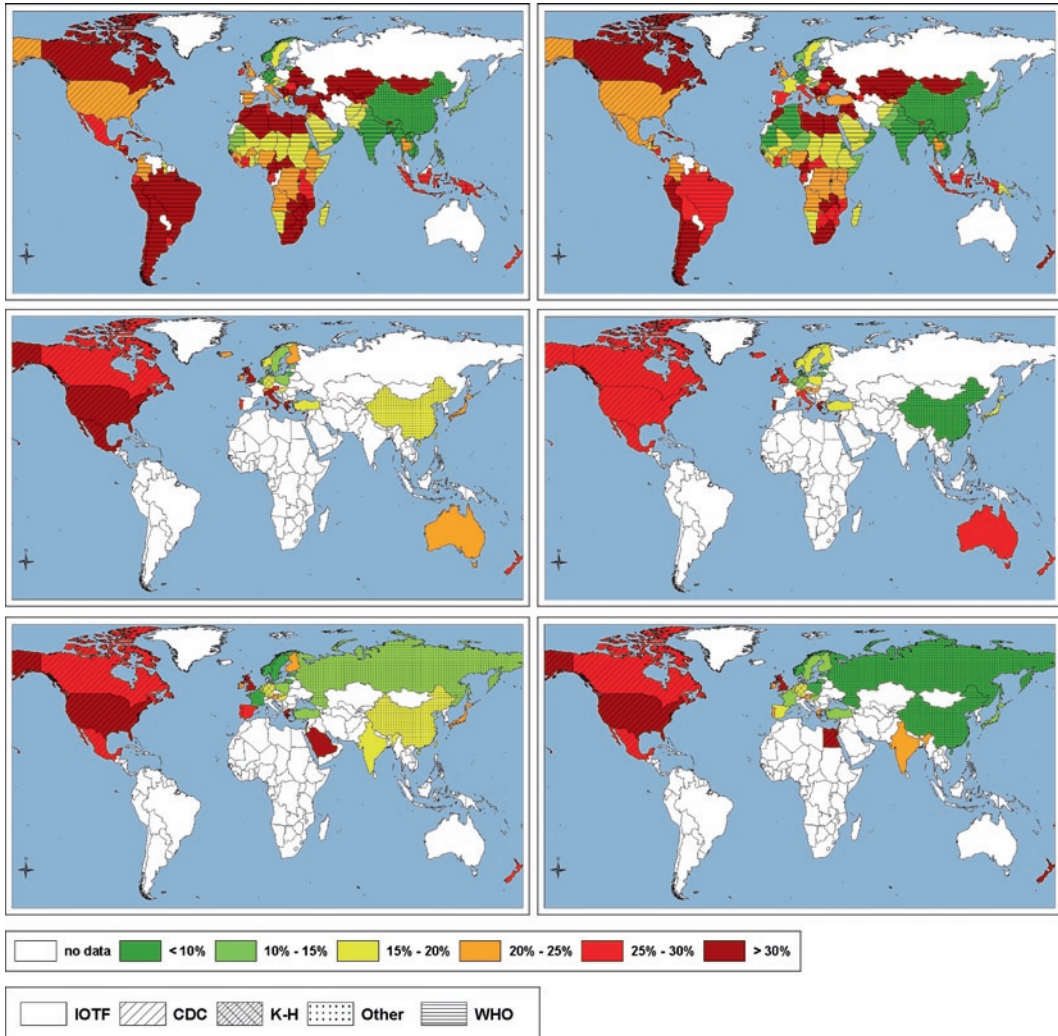 no data < 10% 10% - 15% 15% - 20% 20% - 25% 25% - 30% > 30%
IOTF CDC K-H Other WHO